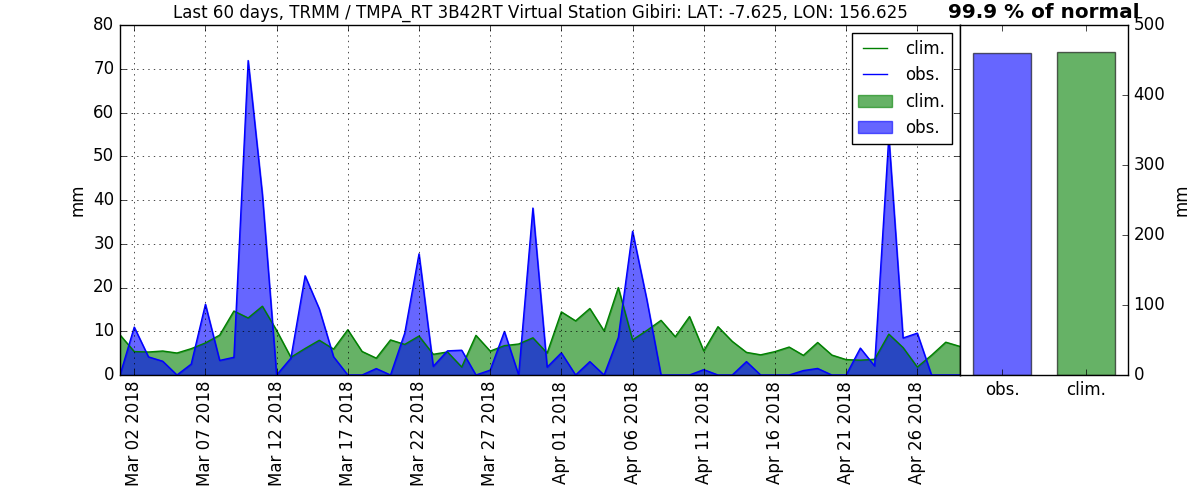 Last 60 days, TRMM / TMPA_RT 3B42RT Virtual Station Gibiri: LAT: -7.625, LON: 156.625
99.9 % of normal
80
70
60
50
40
30
20
10
0
mm
clim.
obs.
clim.
obs.
500
400
300
200
100
0
mm
Mar 02 2018
Mar 07 2018
Mar 12 2018
Mar 17 2018
Mar 22 2018
Mar 27 2018
Apr 01 2018
Apr 06 2018
Apr 11 2018
Apr 16 2018
Apr 21 2018
Apr 26 2018
obs.
clim.